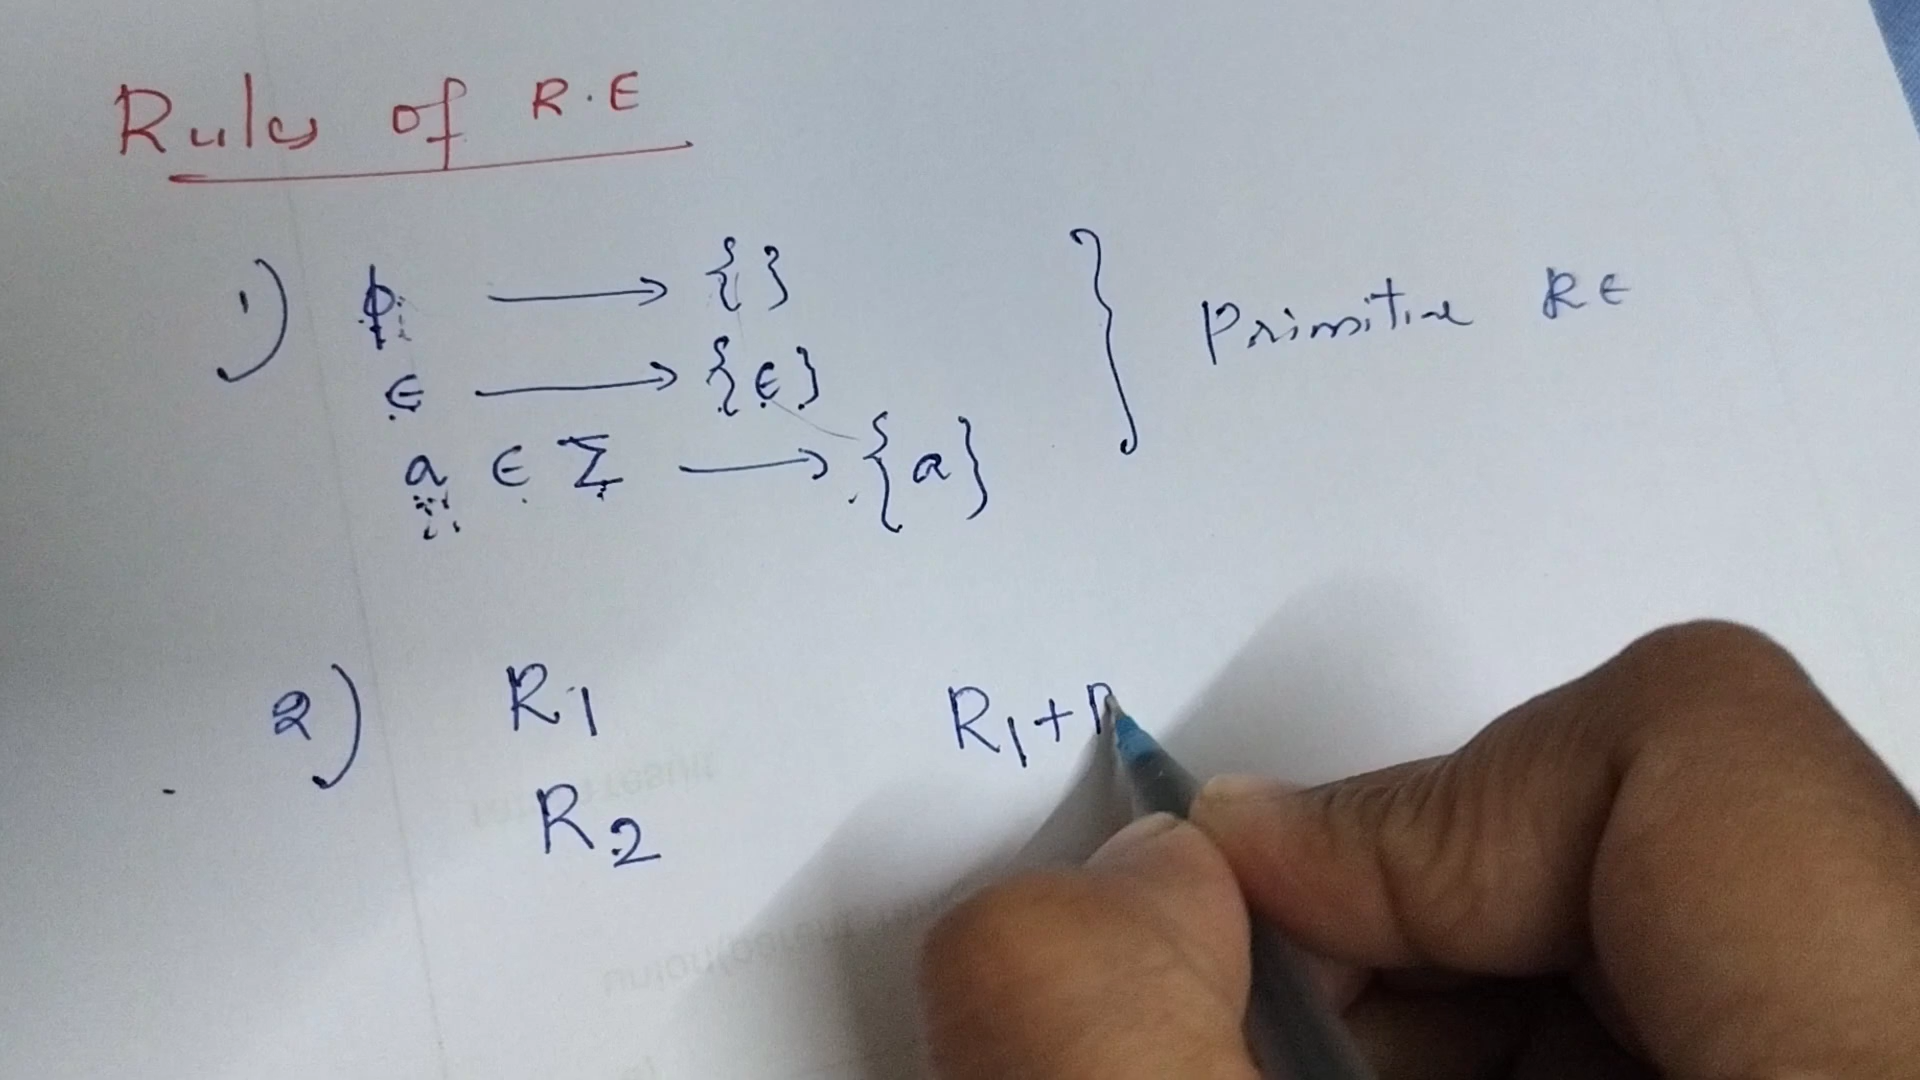 Rules of R.E
1) ϕ → {}
ϵ → {ϵ}
a ∈ Σ → {a}
} Primitive RE
2) R1 R1+R
R2